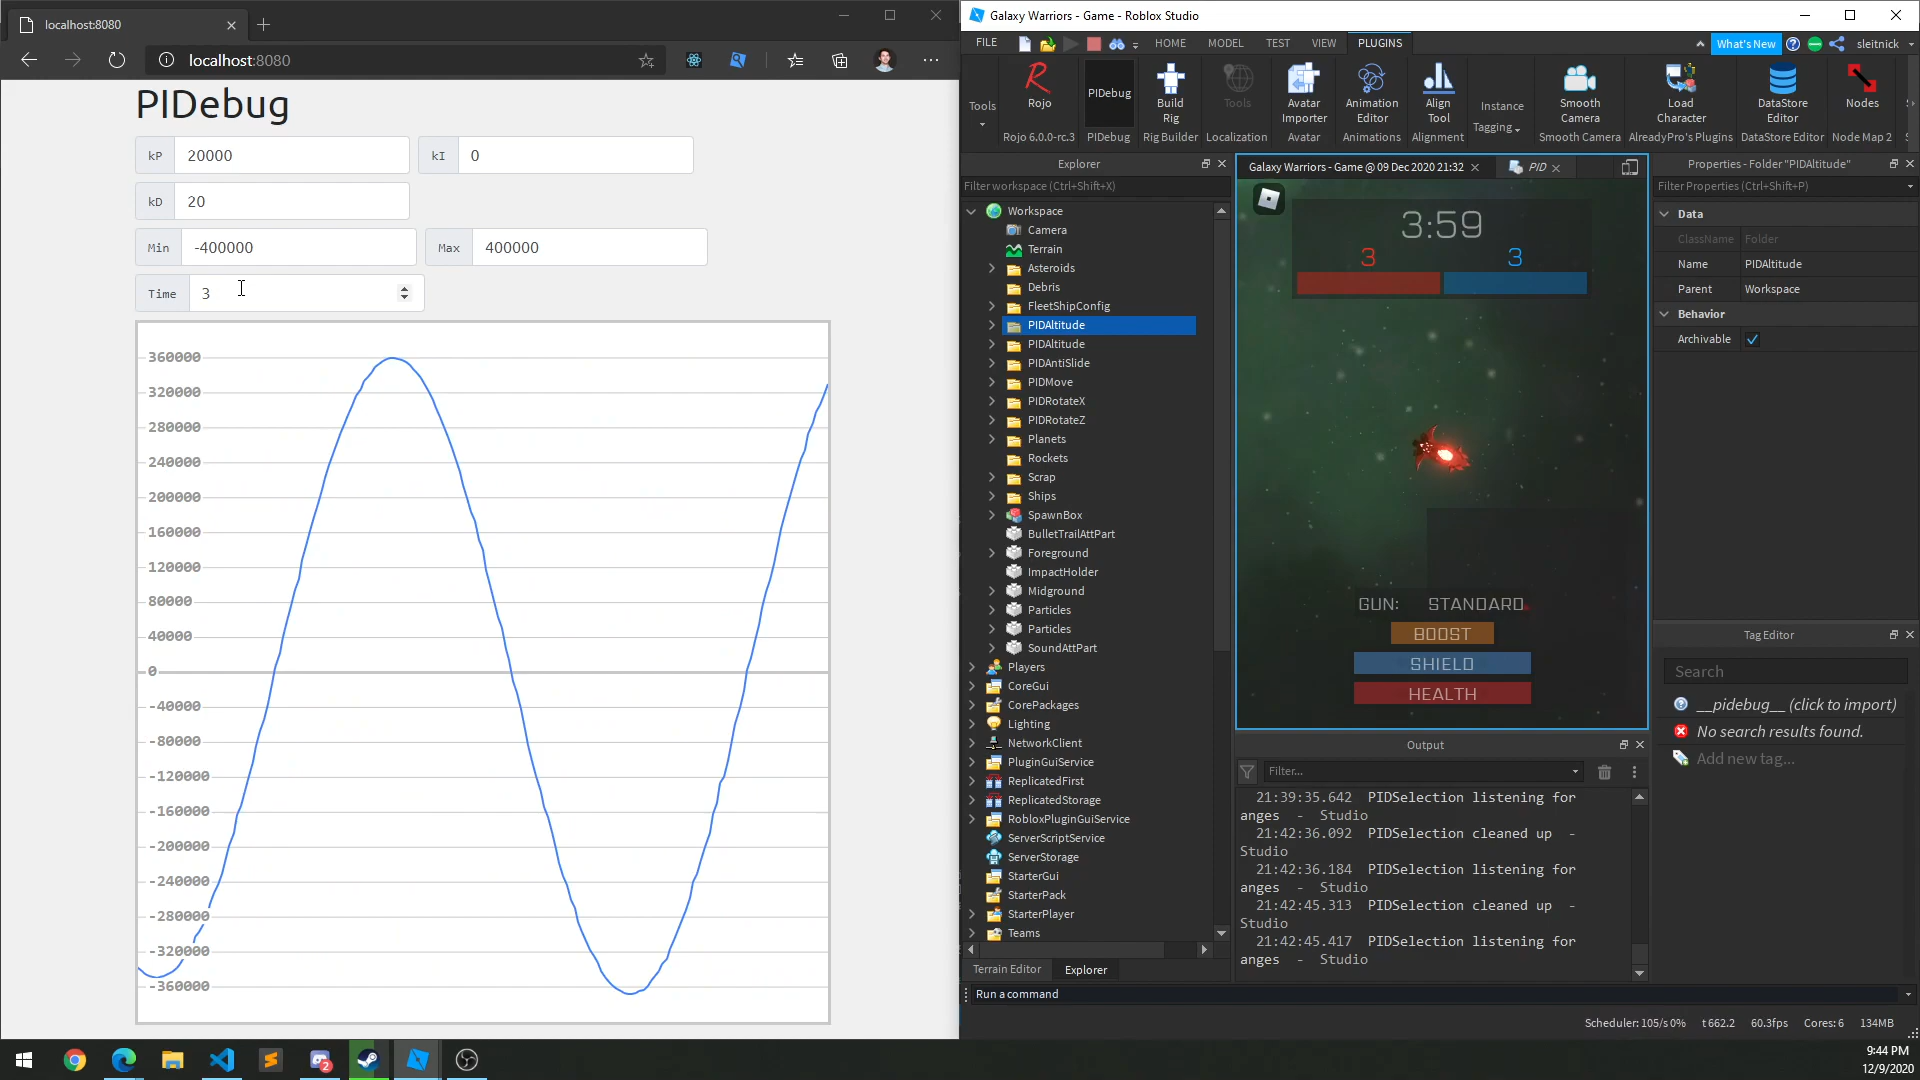 localhost:8080
localhost:8080
PIDebug
kP 20000 kI 0
kD 20
Min -400000 Max 400000
Time 3
360000
320000
280000
240000
200000
160000
120000
80000
40000
0
-40000
-80000
-120000
-160000
-200000
-240000
-280000
-320000
-360000
Galaxy Warriors - Game - Roblox Studio
FILE HOME MODEL TEST VIEW PLUGINS What's New sleitnick
Tools
Rojo
Rojo 6.0.0-rc.3
PIDebug
PIDebug
Build Rig
Rig Builder
Tools
Localization
Avatar Importer
Avatar
Animation Editor
Animations
Align Tool
Alignment
Instance Tagging
Smooth Camera
Smooth Camera
Load Character
AlreadyPro's Plugins
DataStore Editor
DataStore Editor
Nodes
Node Map 2
Explorer
Filter workspace (Ctrl+Shift+X)
Workspace
Camera
Terrain
Asteroids
Debris
FleetShipConfig
PIDAltitude
PIDAltitude
PIDAntiSlide
PIDMove
PIDRotateX
PIDRotateZ
Planets
Rockets
Scrap
Ships
SpawnBox
BulletTrailAttPart
Foreground
ImpactHolder
Midground
Particles
Particles
SoundAttPart
Players
CoreGui
CorePackages
Lighting
NetworkClient
PluginGuiService
ReplicatedFirst
ReplicatedStorage
RobloxPluginGuiService
ServerScriptService
ServerStorage
StarterGui
StarterPack
StarterPlayer
Teams
Terrain Editor Explorer
Galaxy Warriors - Game @ 09 Dec 2020 21:32 PID
3:59
3 3
GUN: STANDARD
BOOST
SHIELD
HEALTH
Output
Filter...
21:39:35.642 PIDSelection listening for
anges - Studio
21:42:36.092 PIDSelection cleaned up -
Studio
21:42:36.184 PIDSelection listening for
anges - Studio
21:42:45.313 PIDSelection cleaned up -
Studio
21:42:45.417 PIDSelection listening for
anges - Studio
Properties - Folder "PIDAltitude"
Filter Properties (Ctrl+Shift+P)
Data
ClassName Folder
Name PIDAltitude
Parent Workspace
Behavior
Archivable
Tag Editor
Search
__pidebug__ (click to import)
No search results found.
Add new tag...
Run a command
Scheduler: 105/s 0% t 662.2 60.3fps Cores: 6 134MB
2
9:44 PM
12/9/2020